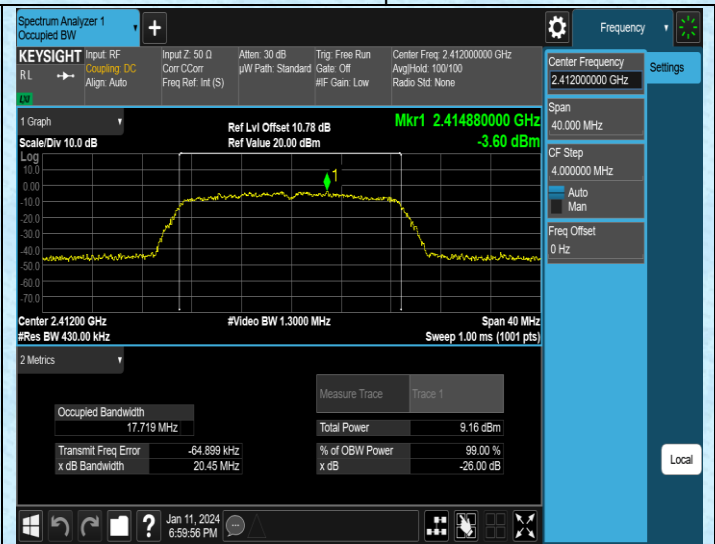 Spectrum Analyzer 1
Occupied BW
+
Frequency
KEYSIGHT
RL
Input: RF
Coupling: DC
Align: Auto
Input Z: 50 Ω
Corr CCorr
Freq Ref: Int (S)
Atten: 30 dB
µW Path: Standard
Trig: Free Run
Gate: Off
#IF Gain: Low
Center Freq: 2.412000000 GHz
Avg|Hold: 100/100
Radio Std: None
Center Frequency
2.412000000 GHz
Settings
Span
40.000 MHz
CF Step
4.000000 MHz
Auto
Man
Freq Offset
0 Hz
Local
1 Graph
Scale/Div 10.0 dB
Ref Lvl Offset 10.78 dB
Ref Value 20.00 dBm
Mkr1 2.414880000 GHz
-3.60 dBm
Log
10.0
0.00
-10.0
-20.0
-30.0
-40.0
-50.0
-60.0
-70.0
1
Center 2.41200 GHz
#Res BW 430.00 kHz
#Video BW 1.3000 MHz
Span 40 MHz
Sweep 1.00 ms (1001 pts)
2 Metrics
Measure Trace
Trace 1
Occupied Bandwidth
17.719 MHz
Total Power
9.16 dBm
Transmit Freq Error
-64.899 kHz
% of OBW Power
99.00 %
x dB Bandwidth
20.45 MHz
x dB
-26.00 dB
?
Jan 11, 2024
6:59:56 PM